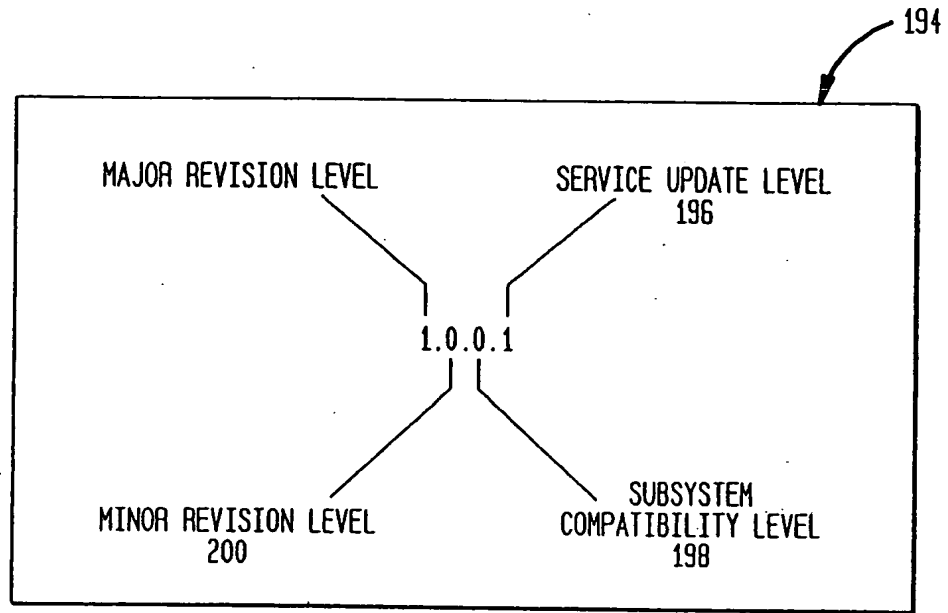 194
MAJOR REVISION LEVEL
SERVICE UPDATE LEVEL
196
1.0.0.1
MINOR REVISION LEVEL
200
SUBSYSTEM
COMPATIBILITY LEVEL
198